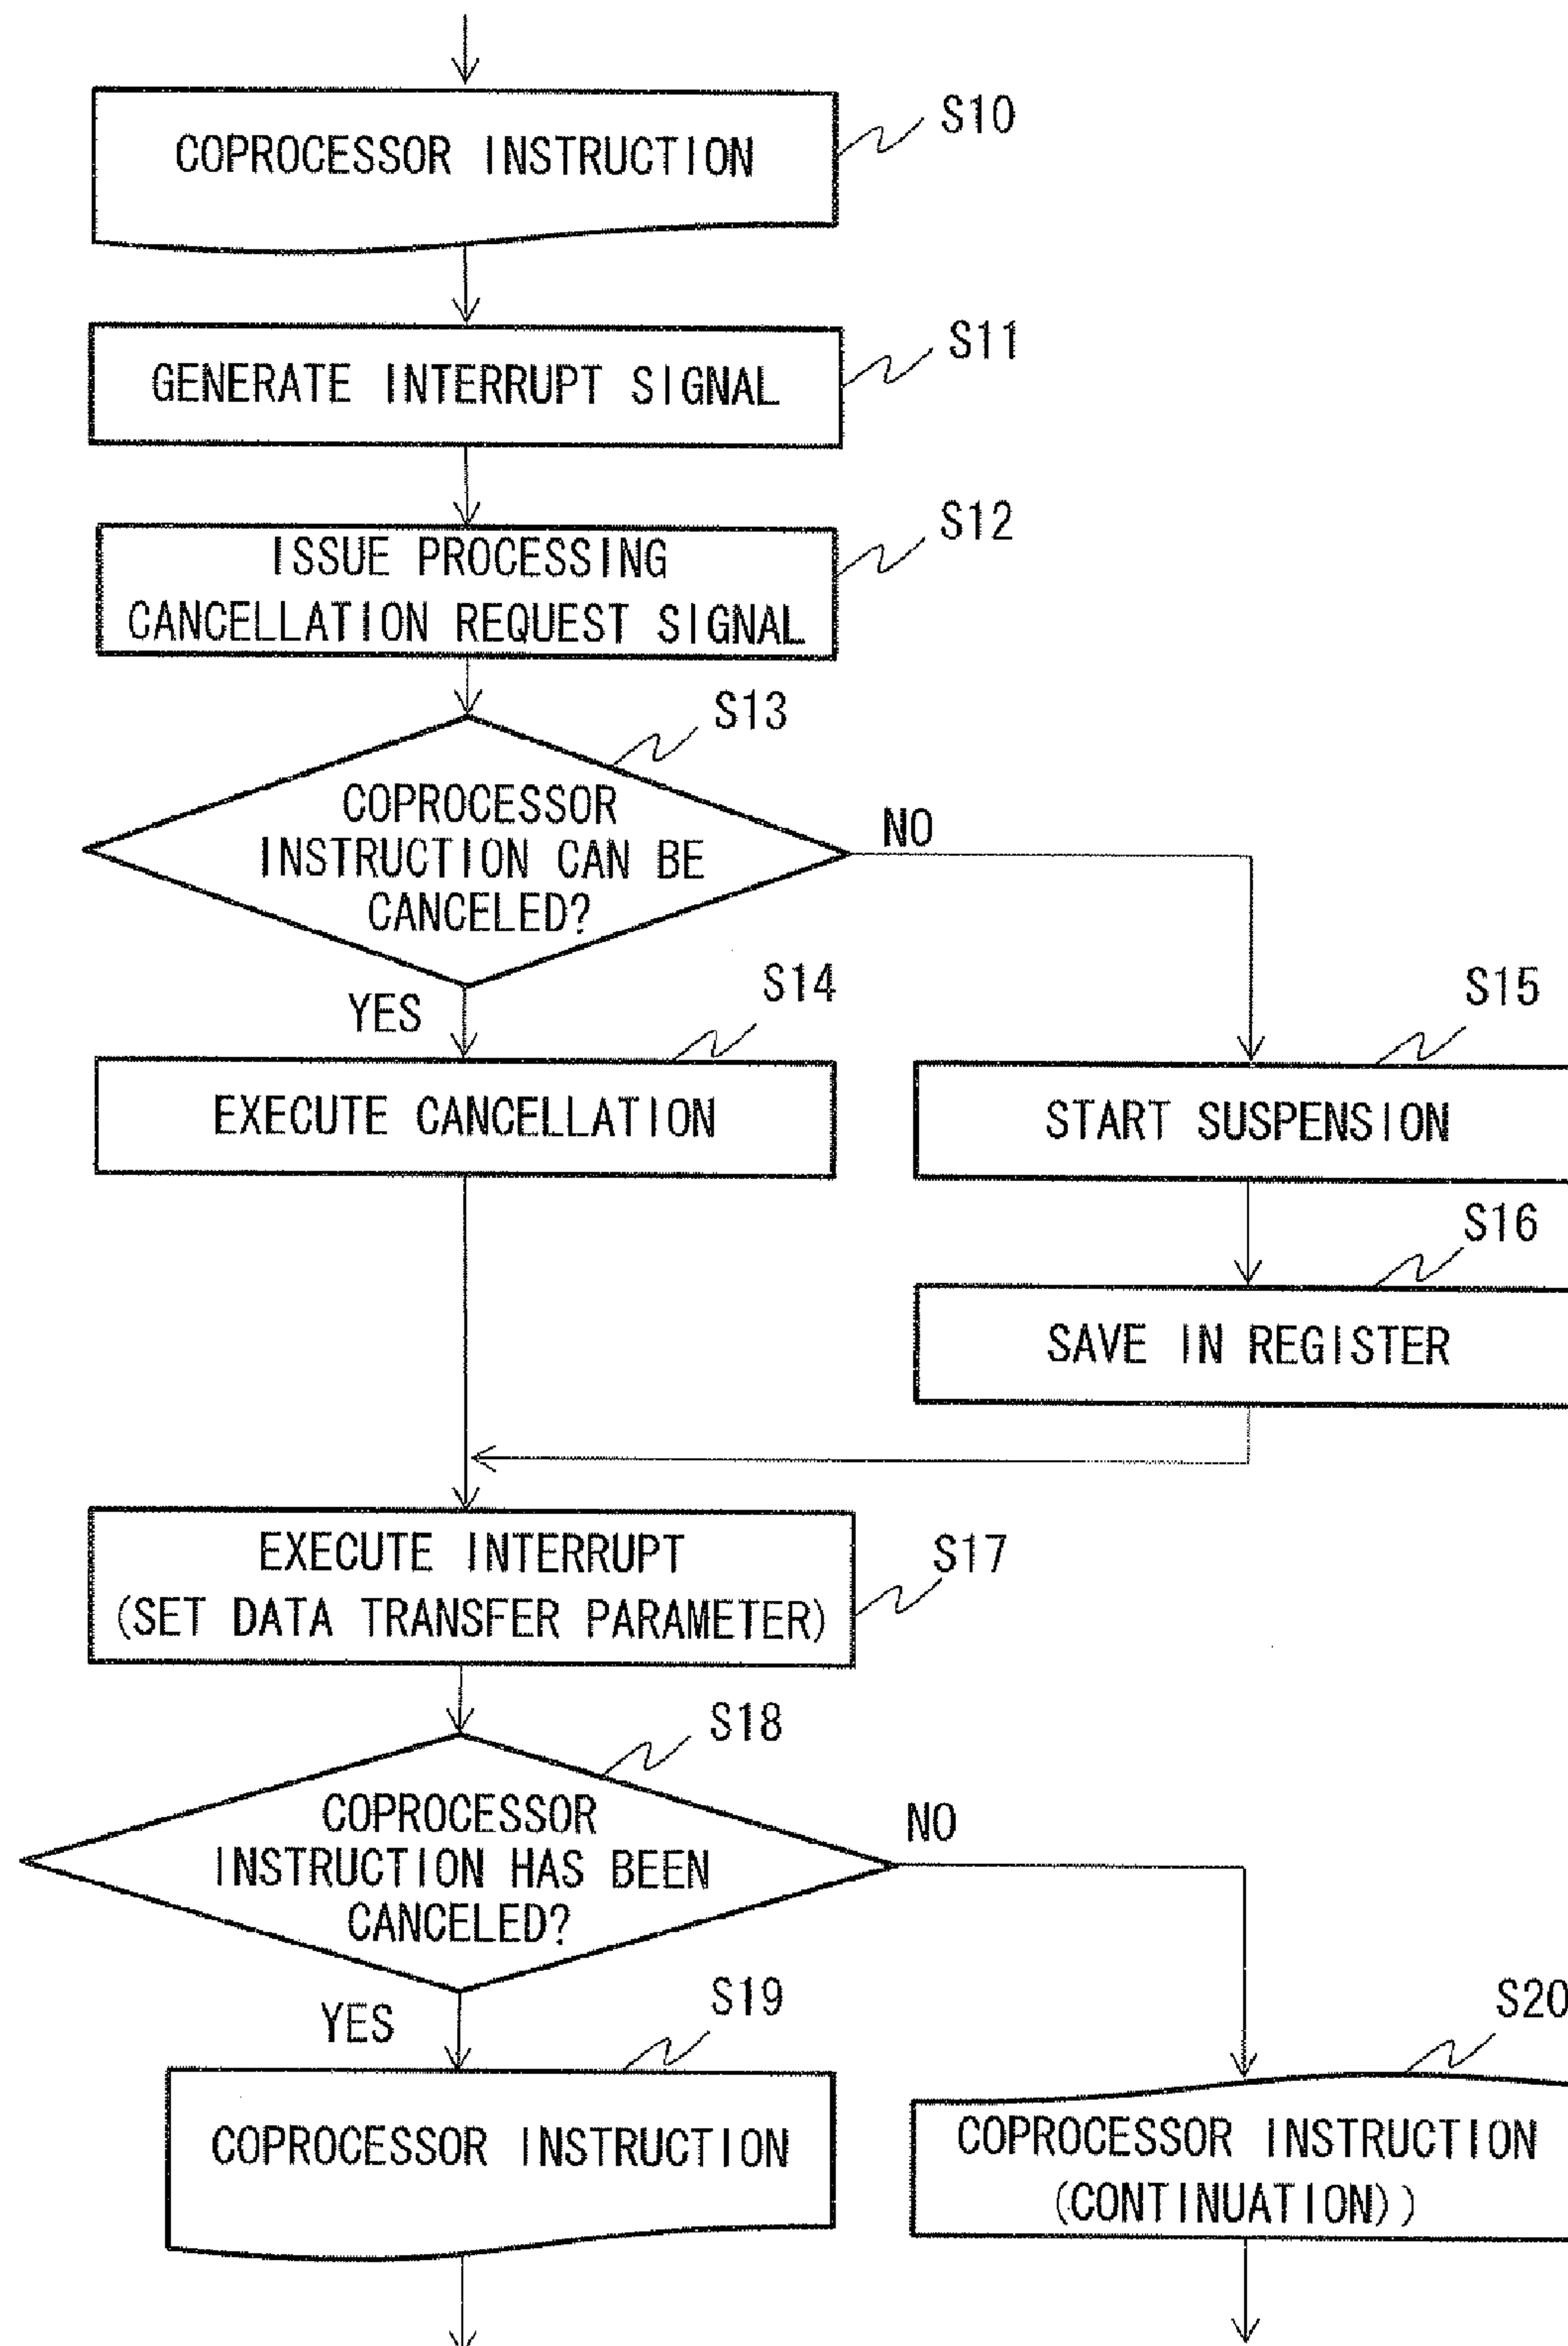 COPROCESSOR INSTRUCTION
S10
GENERATE INTERRUPT SIGNAL
S11
ISSUE PROCESSING
CANCELLATION REQUEST SIGNAL
S12
S13
COPROCESSOR
INSTRUCTION CAN BE
CANCELED?
NO
YES
S14
EXECUTE CANCELLATION
S15
START SUSPENSION
S16
SAVE IN REGISTER
EXECUTE INTERRUPT
(SET DATA TRANSFER PARAMETER)
S17
S18
COPROCESSOR
INSTRUCTION HAS BEEN
CANCELED?
NO
YES
S19
COPROCESSOR INSTRUCTION
S20
COPROCESSOR INSTRUCTION
(CONTINUATION))